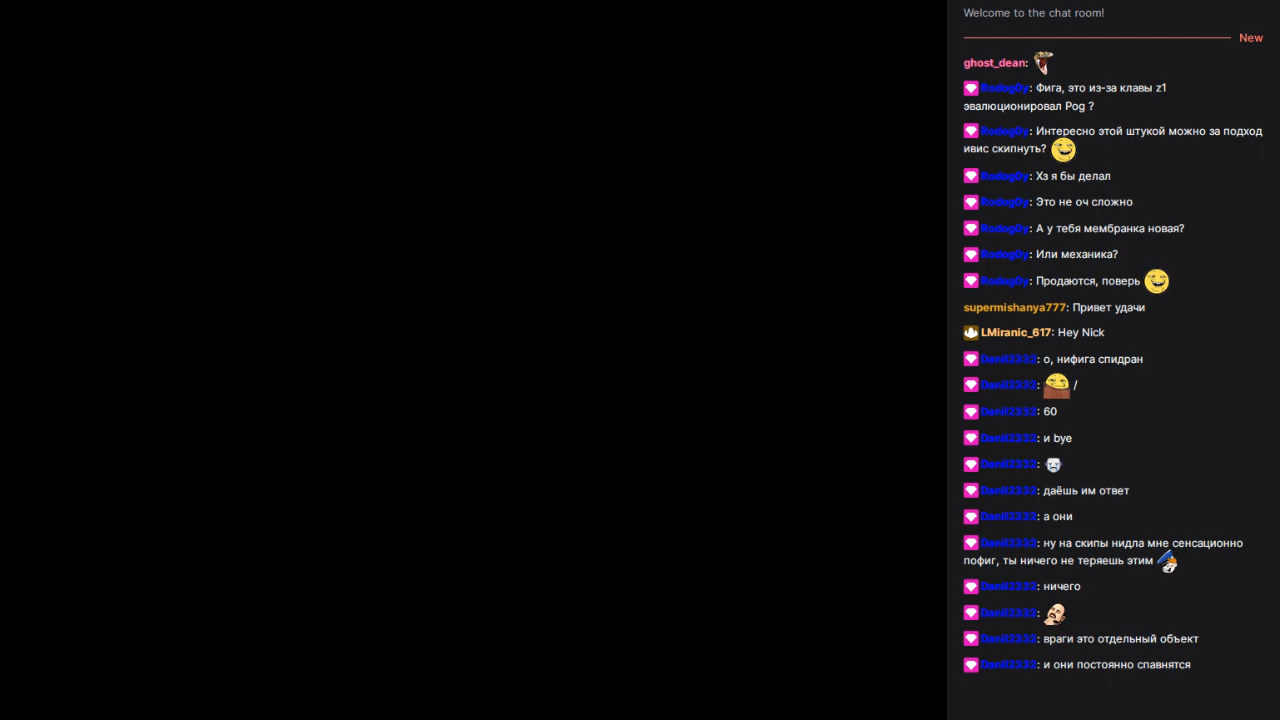 Welcome to the chat room!
New
ghost_dean:
Rodog0y: Фига, это из-за клавы z1
эвалюционировал Pog ?
Rodog0y: Интересно этой штукой можно за подход
ивис скипнуть?
Rodog0y: Хз я бы делал
Rodog0y: Это не оч сложно
Rodog0y: А у тебя мембранка новая?
Rodog0y: Или механика?
Rodog0y: Продаются, поверь
supermishanya777: Привет удачи
LMiranic_617: Hey Nick
Danil2332: о, нифига спидран
Danil2332: /
Danil2332: 60
Danil2332: и bye
Danil2332:
Danil2332: даёшь им ответ
Danil2332: а они
Danil2332: ну на скипы нидла мне сенсационно
пофиг, ты ничего не теряешь этим
Danil2332: ничего
Danil2332:
Danil2332: враги это отдельный объект
Danil2332: и они постоянно спавнятся